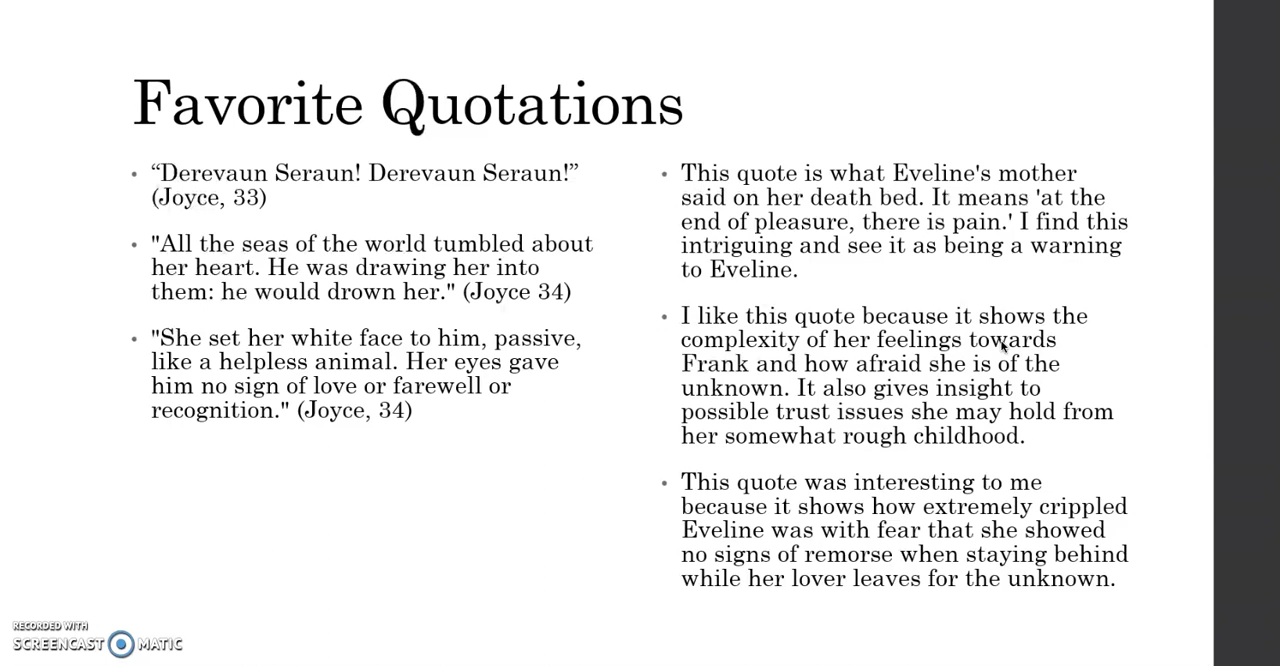 Favorite Quotations
• “Derevaun Seraun! Derevaun Seraun!”
(Joyce, 33)
• "All the seas of the world tumbled about
her heart. He was drawing her into
them: he would drown her." (Joyce 34)
• "She set her white face to him, passive,
like a helpless animal. Her eyes gave
him no sign of love or farewell or
recognition." (Joyce, 34)
• This quote is what Eveline's mother
said on her death bed. It means 'at the
end of pleasure, there is pain.' I find this
intriguing and see it as being a warning
to Eveline.
• I like this quote because it shows the
complexity of her feelings towards
Frank and how afraid she is of the
unknown. It also gives insight to
possible trust issues she may hold from
her somewhat rough childhood.
• This quote was interesting to me
because it shows how extremely crippled
Eveline was with fear that she showed
no signs of remorse when staying behind
while her lover leaves for the unknown.
RECORDED WITH
SCREENCAST MATIC